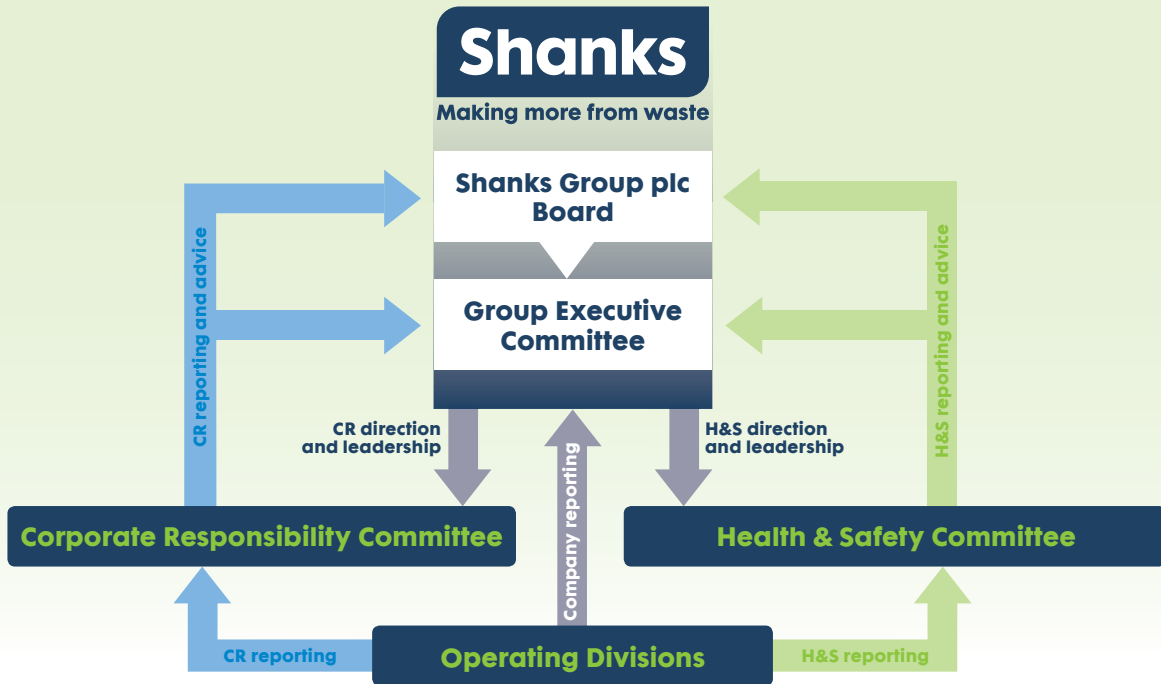 Shanks
Making more from waste
Shanks Group plc
Board
Group Executive
Committee
CR reporting and advice
H&S reporting and advice
CR direction
and leadership
Company reporting
H&S direction
and leadership
Corporate Responsibility Committee
Health & Safety Committee
CR reporting
Operating Divisions
H&S reporting